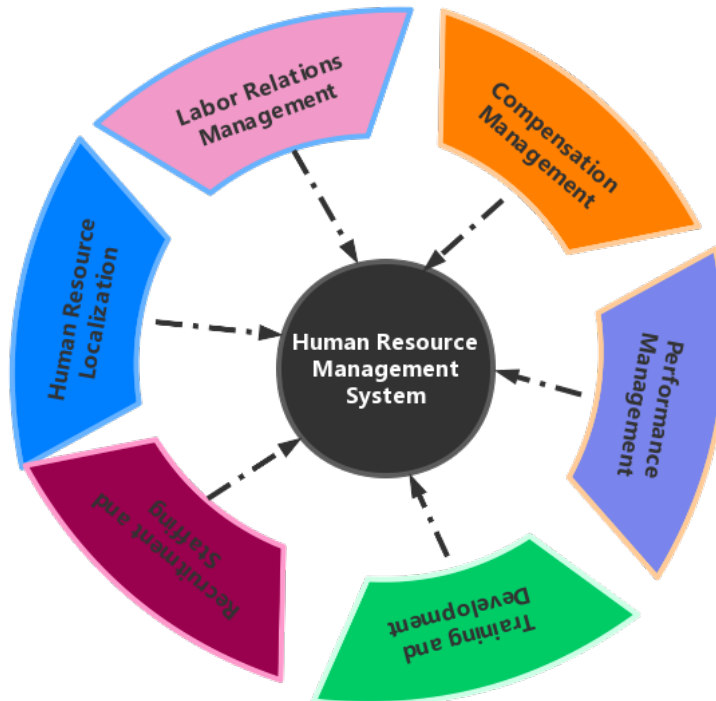 Labor Relations
Management
Compensation
Management
Human Resource
Localization
Human Resource
Management
System
Performance
Management
Recruitment and
Staffing
Training and
Development